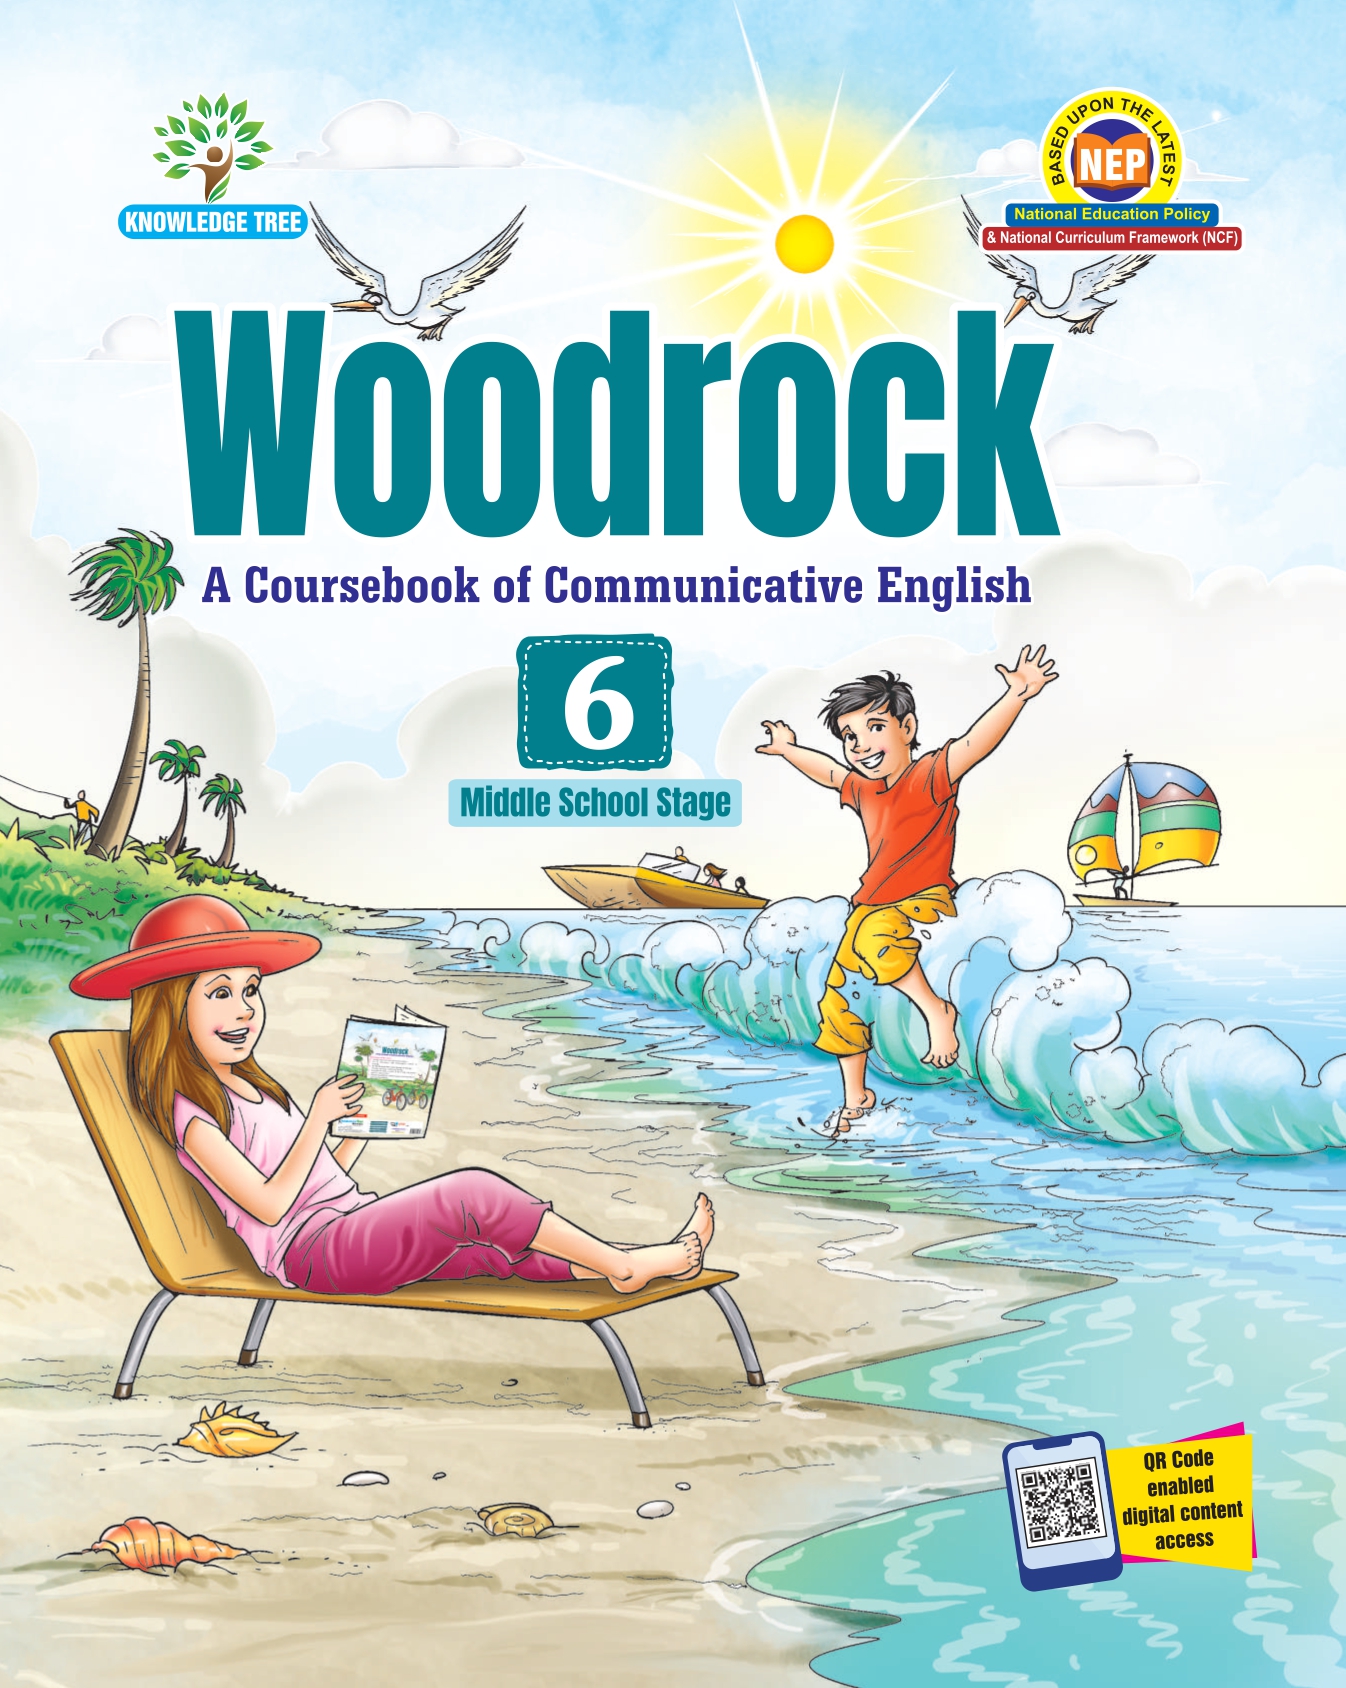 KNOWLEDGE TREE
BASED UPON THE LATEST
NEP
National Education Policy
& National Curriculum Framework (NCF)
Woodrock
A Coursebook of Communicative English
6
Middle School Stage
Woodrock
QR Code
enabled
digital content
access